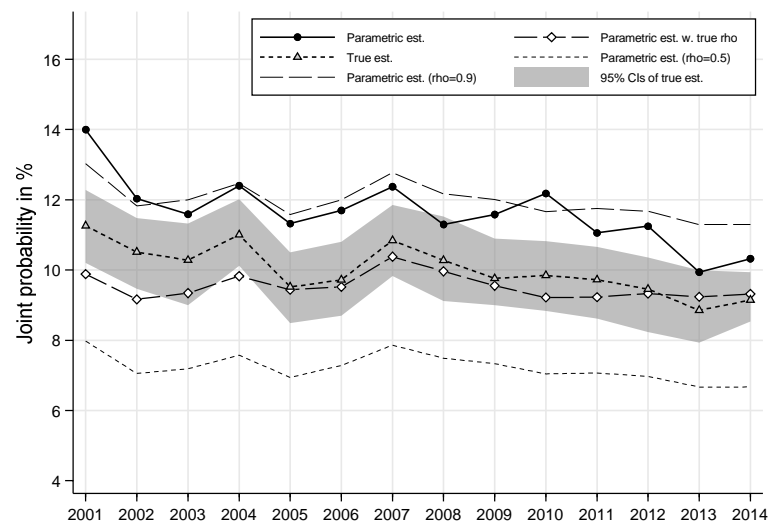 Parametric est.
Parametric est. w. true rho
True est.
Parametric est. (rho=0.5)
Parametric est. (rho=0.9)
95% CIs of true est.
Joint probability in %
16
14
12
10
8
6
4
2001 2002 2003 2004 2005 2006 2007 2008 2009 2010 2011 2012 2013 2014